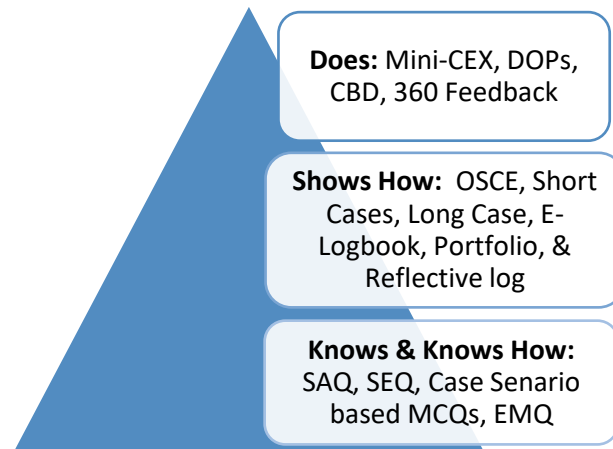 Does: Mini-CEX, DOPs,
CBD, 360 Feedback
Shows How: OSCE, Short
Cases, Long Case, E-
Logbook, Portfolio, &
Reflective log
Knows & Knows How:
SAQ, SEQ, Case Senario
based MCQs, EMQ